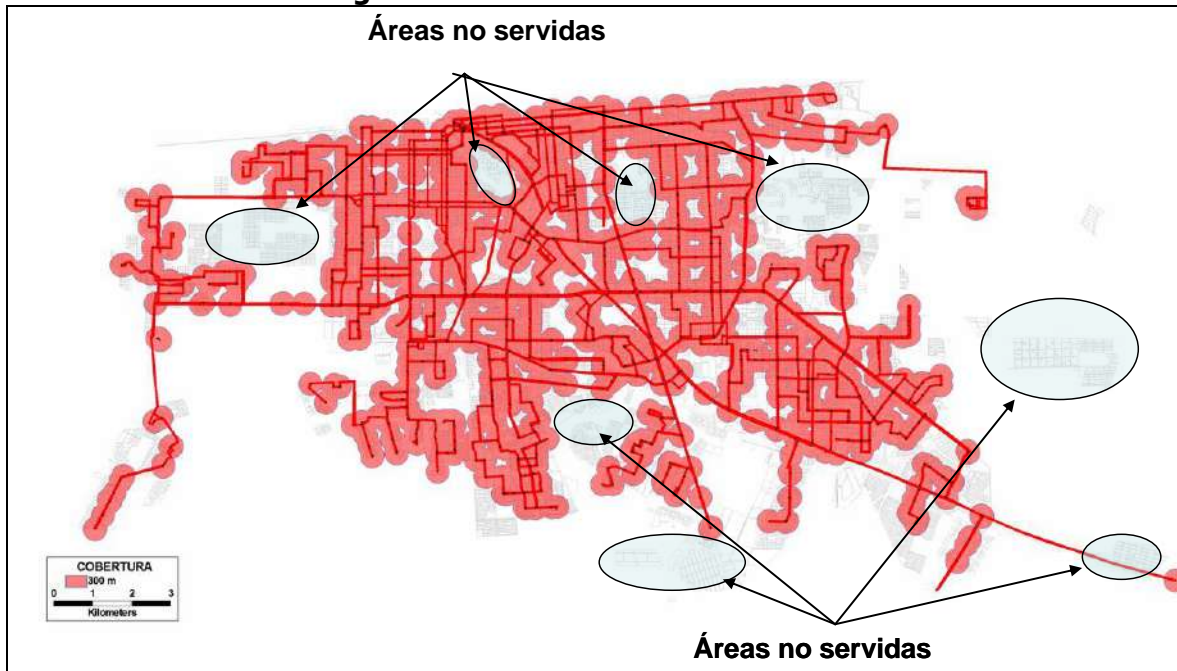 Áreas no servidas
COBERTURA
300 m
0 1 2 3
Kilometers
Áreas no servidas